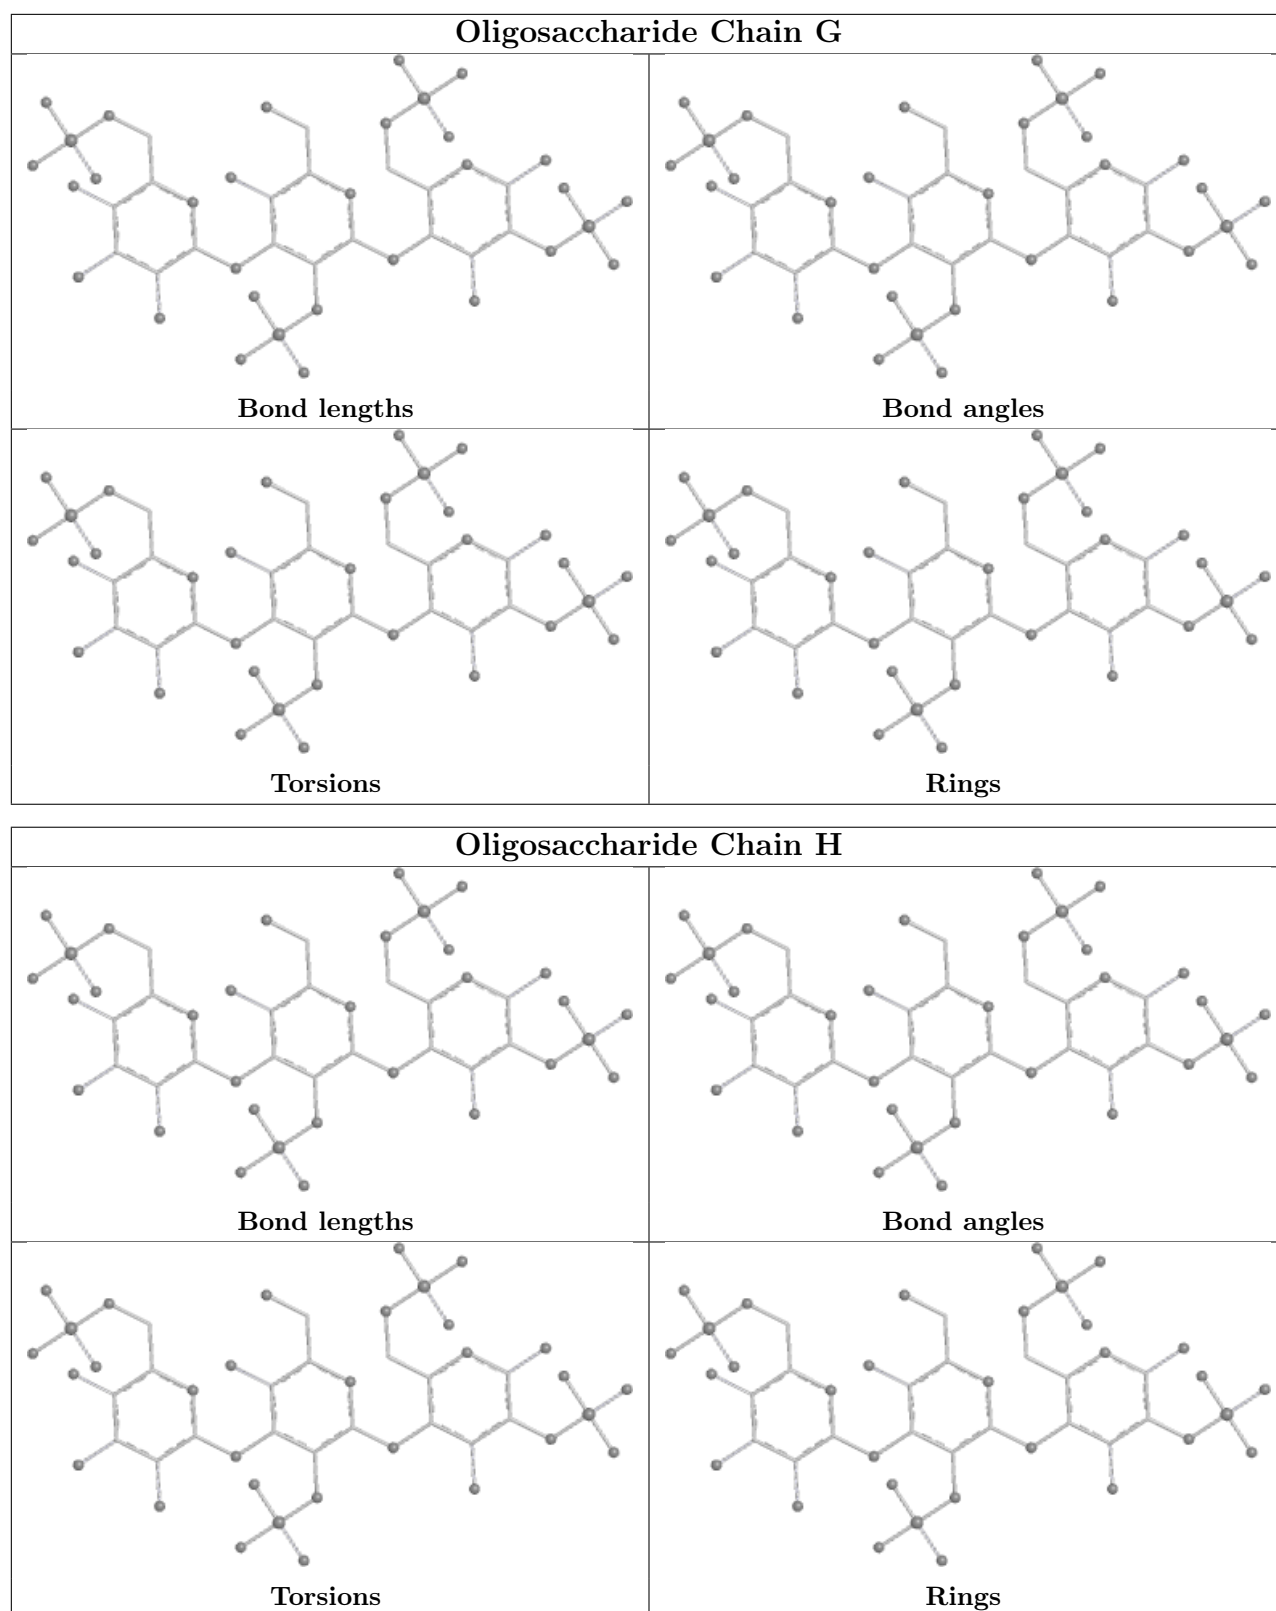 Oligosaccharide Chain G
Bond lengths
Bond angles
Torsions
Rings
Oligosaccharide Chain H
Bond lengths
Bond angles
Torsions
Rings